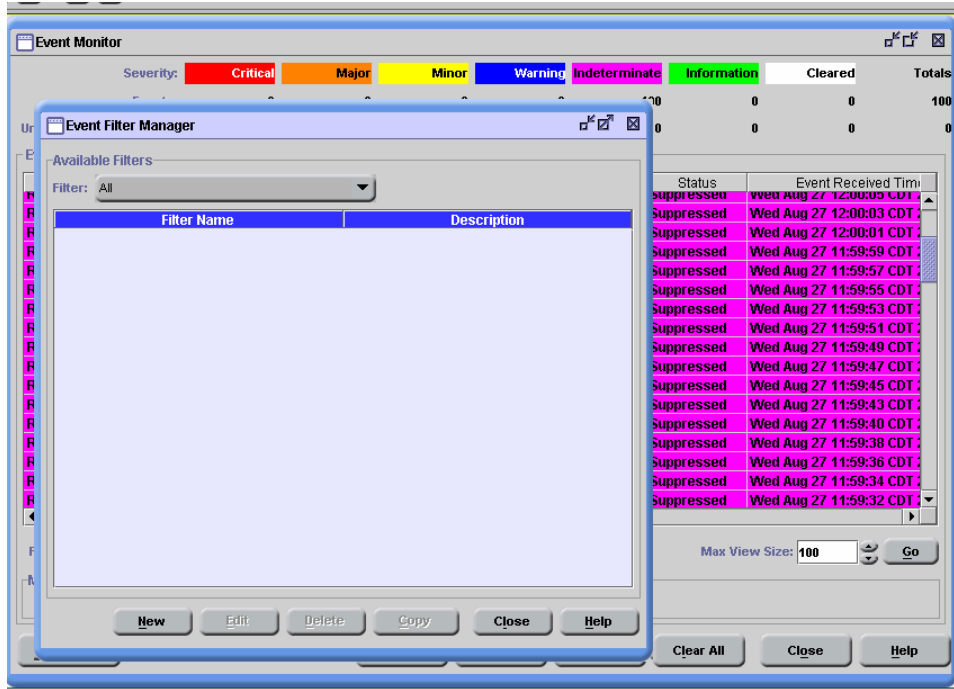 Event Monitor
Severity: Critical Major Minor Warning Indeterminate Information Cleared Totals
100 0 0 100
Event Filter Manager
0 0 0 0
Available Filters
Filter: All
Status Event Received Time
Filter Name Description
Suppressed Wed Aug 27 12:00:05 CDT
Suppressed Wed Aug 27 12:00:03 CDT
Suppressed Wed Aug 27 12:00:01 CDT
Suppressed Wed Aug 27 11:59:59 CDT
Suppressed Wed Aug 27 11:59:57 CDT
Suppressed Wed Aug 27 11:59:55 CDT
Suppressed Wed Aug 27 11:59:53 CDT
Suppressed Wed Aug 27 11:59:51 CDT
Suppressed Wed Aug 27 11:59:49 CDT
Suppressed Wed Aug 27 11:59:47 CDT
Suppressed Wed Aug 27 11:59:45 CDT
Suppressed Wed Aug 27 11:59:43 CDT
Suppressed Wed Aug 27 11:59:40 CDT
Suppressed Wed Aug 27 11:59:38 CDT
Suppressed Wed Aug 27 11:59:36 CDT
Suppressed Wed Aug 27 11:59:34 CDT
Suppressed Wed Aug 27 11:59:32 CDT
Max View Size: 100 Go
New Edit Delete Copy Close Help
Clear All Close Help